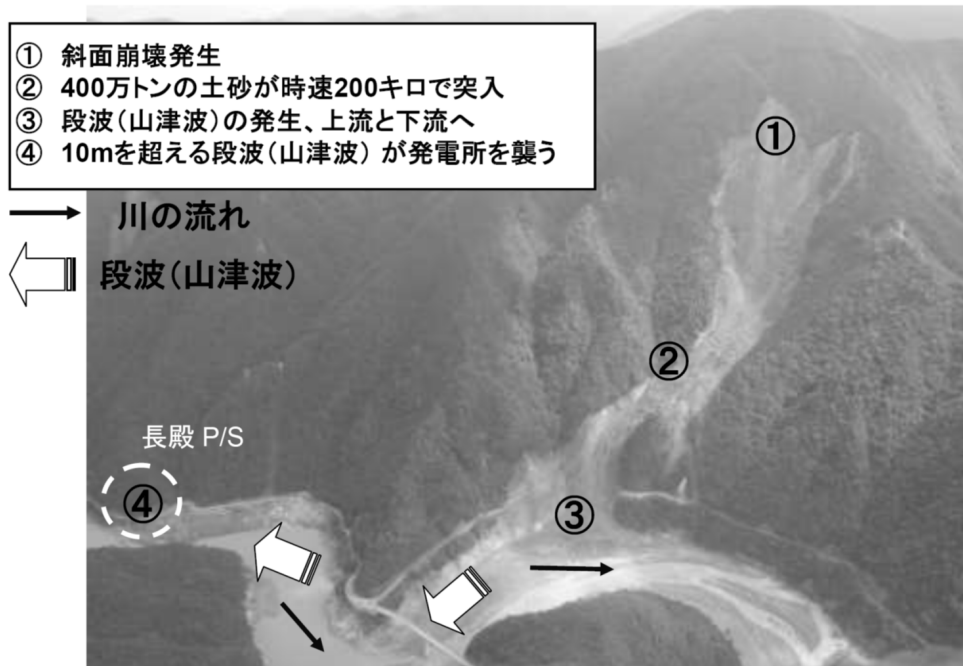 ① 斜面崩壊発生
② 400万トンの土砂が時速200キロで突入
③ 段波(山津波)の発生、上流と下流へ
④ 10mを超える段波(山津波) が発電所を襲う
川の流れ
段波(山津波)
①
②
長殿 P/S
④
③